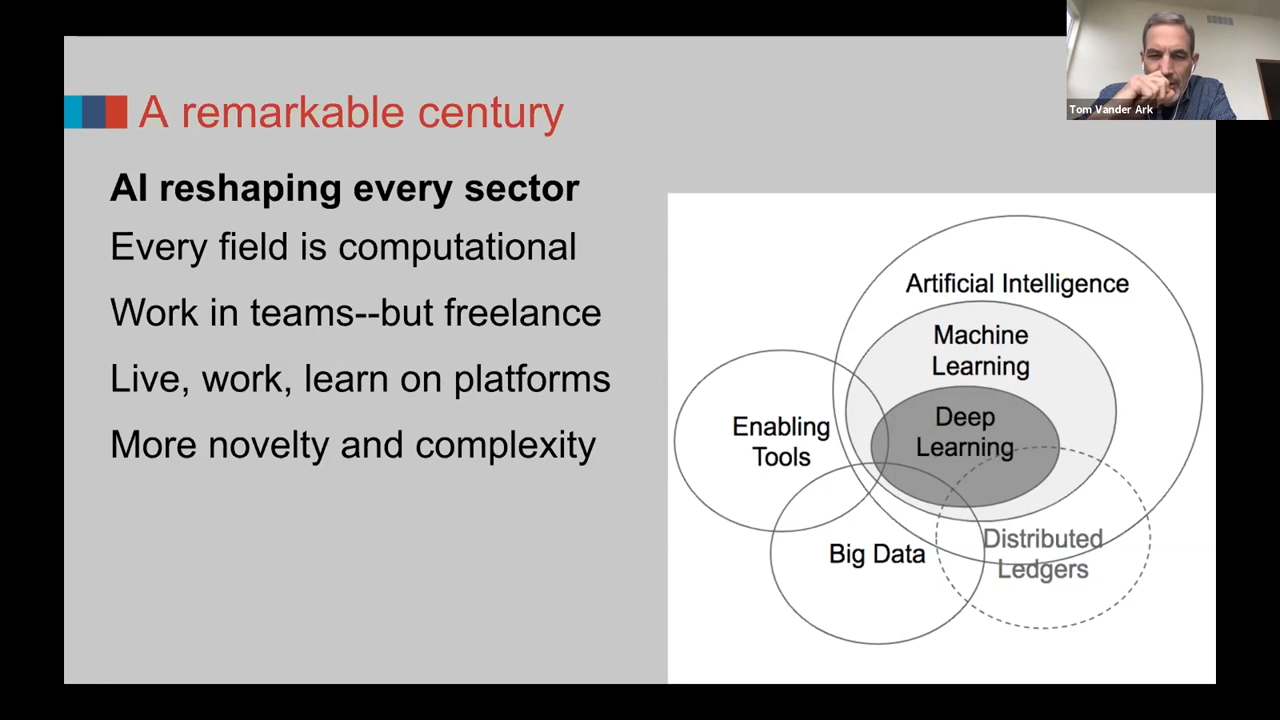 Tom Vander Ark
A remarkable century
AI reshaping every sector
Every field is computational
Work in teams--but freelance
Live, work, learn on platforms
More novelty and complexity
Artificial Intelligence
Machine
Learning
Deep
Learning
Enabling
Tools
Big Data
Distributed
Ledgers